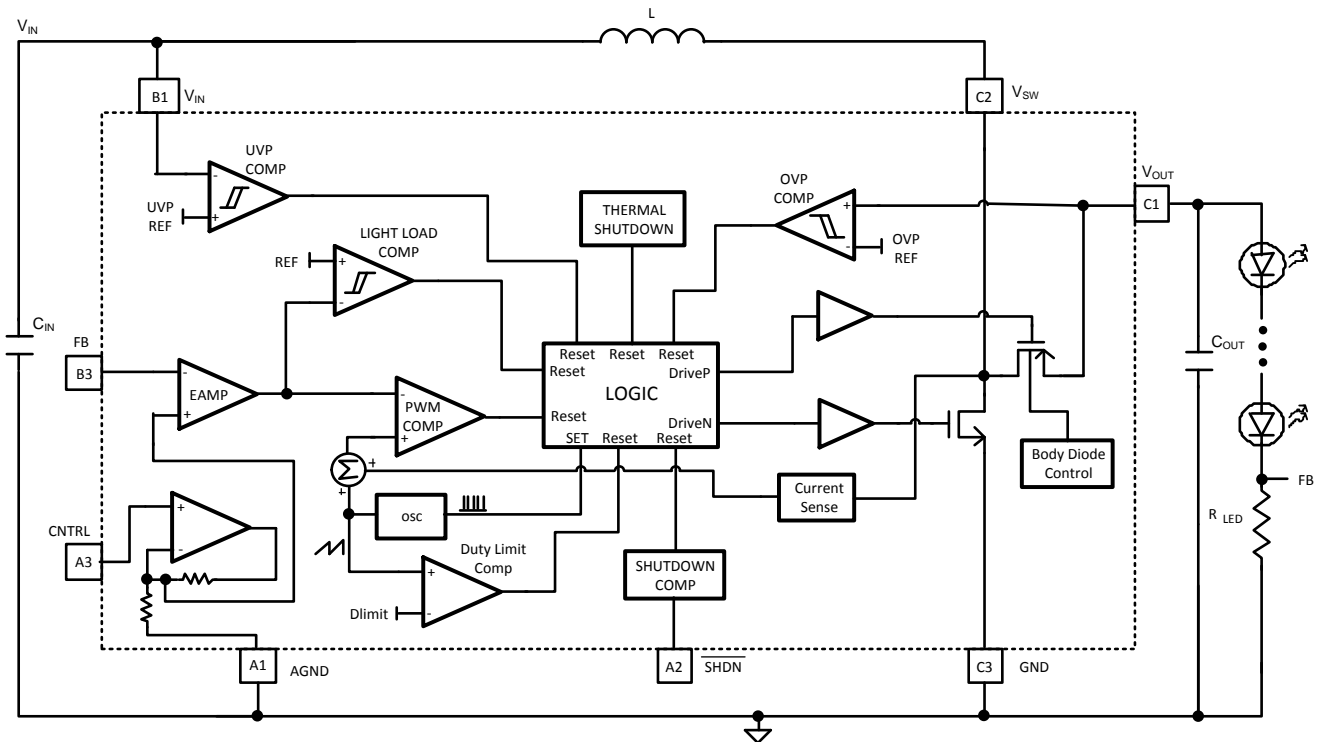 L
VIN
B1
VIN
C2
VSW
UVP
COMP
-
+
UVP
REF
THERMAL
SHUTDOWN
OVP
COMP
+
-
OVP
REF
VOUT
C1
LIGHT LOAD
COMP
REF
+
-
CIN
FB
B3
-
+
EAMP
-
+
PWM
COMP
Reset
Reset
Reset
Reset
DriveP
LOGIC
Reset
DriveN
SET
Reset
Reset
COUT
Body Diode
Control
Σ
+
+
Current
Sense
FB
R LED
osc
CNTRL
A3
+
-
Duty Limit
Comp
+
-
Dlimit
SHUTDOWN
COMP
A1
AGND
A2
SHDN
C3
GND